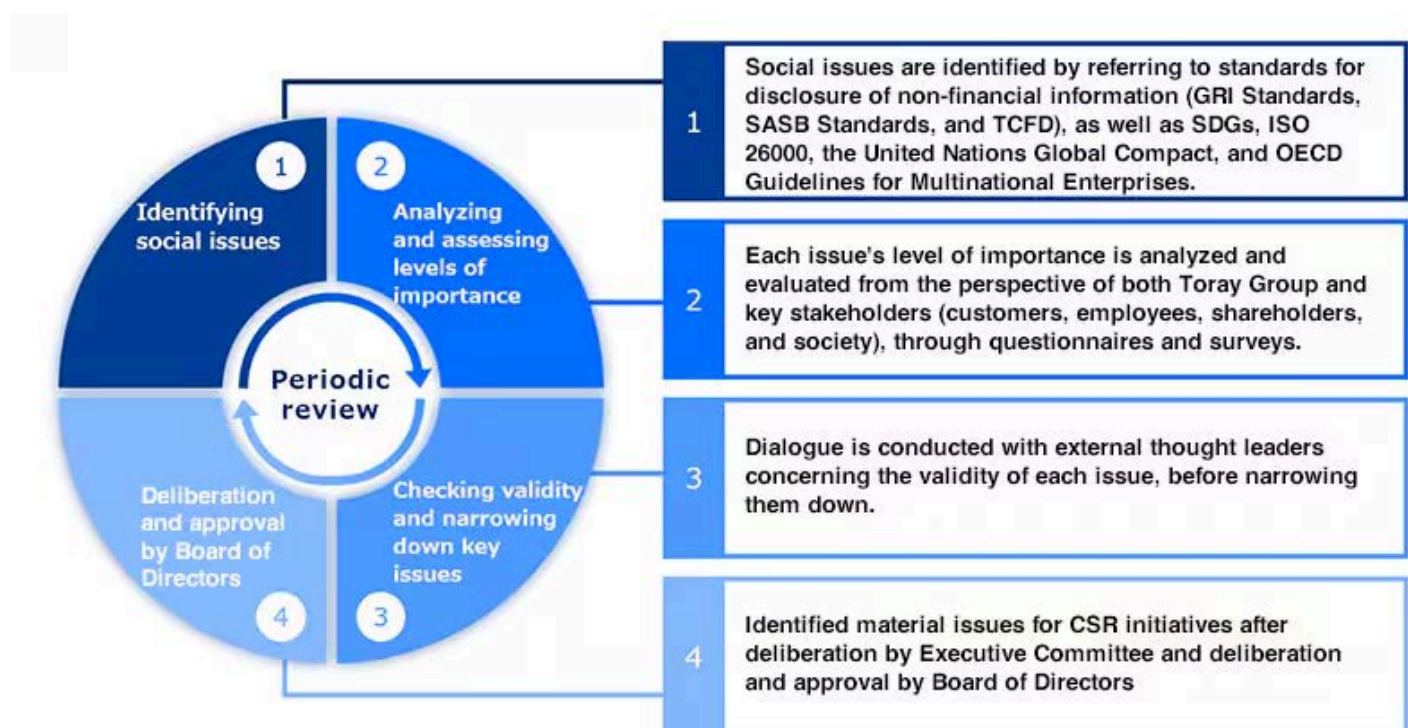 1
Identifying
social issues
2
Analyzing
and assessing
levels of
importance
Periodic
review
Deliberation
and approval
by Board of
Directors
4
Checking validity
and narrowing
down key
issues
3
1
Social issues are identified by referring to standards for
disclosure of non-financial information (GRI Standards,
SASB Standards, and TCFD), as well as SDGs, ISO
26000, the United Nations Global Compact, and OECD
Guidelines for Multinational Enterprises.
2
Each issue's level of importance is analyzed and
evaluated from the perspective of both Toray Group and
key stakeholders (customers, employees, shareholders,
and society), through questionnaires and surveys.
3
Dialogue is conducted with external thought leaders
concerning the validity of each issue, before narrowing
them down.
4
Identified material issues for CSR initiatives after
deliberation by Executive Committee and deliberation
and approval by Board of Directors